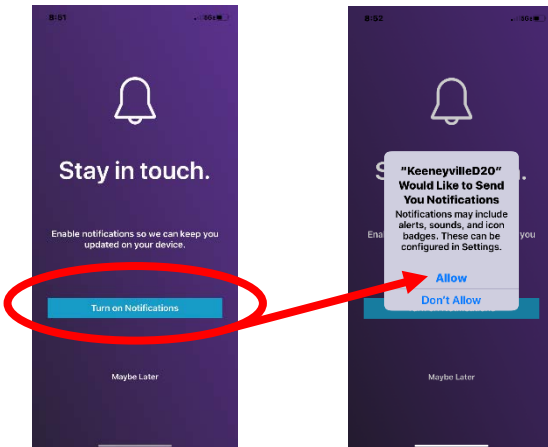 8:51
Stay in touch.
Enable notifications so we can keep you
updated on your device.
Turn on Notifications
Maybe Later
8:52
"KeeneyvilleD20"
Would Like to Send
You Notifications
Notifications may include
alerts, sounds, and icon
badges. These can be
configured in Settings.
Allow
Don't Allow
Maybe Later